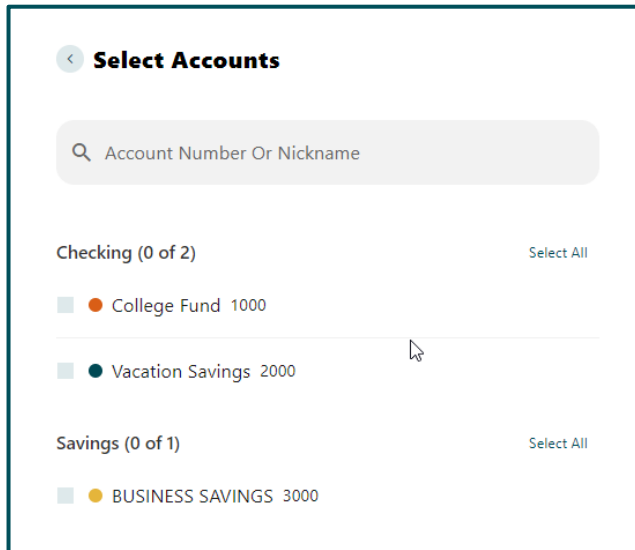 Select Accounts
Account Number Or Nickname
Checking (0 of 2) Select All
College Fund 1000
Vacation Savings 2000
Savings (0 of 1) Select All
BUSINESS SAVINGS 3000